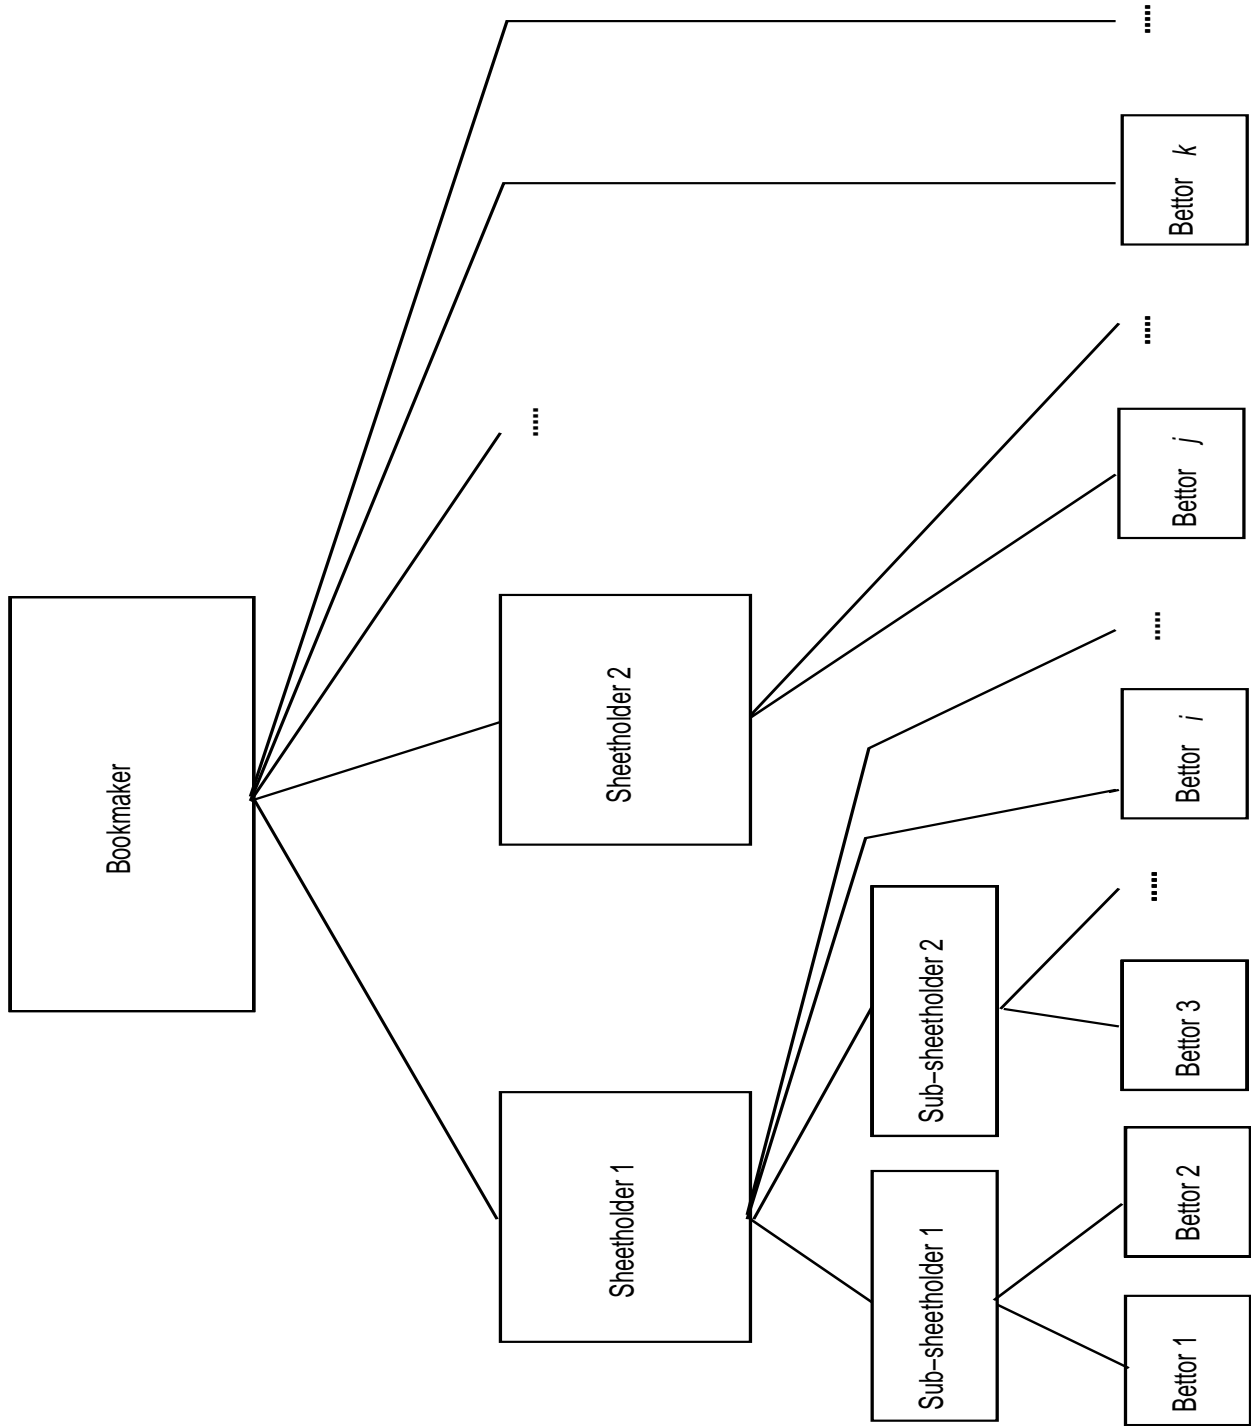 Bookmaker
Sheetholder 1
Sheetholder 2
.....
Sub-sheetholder 1
Sub-sheetholder 2
Bettor 1
Bettor 2
Bettor 3
.....
Bettor i
.....
Bettor j
.....
Bettor k
.....